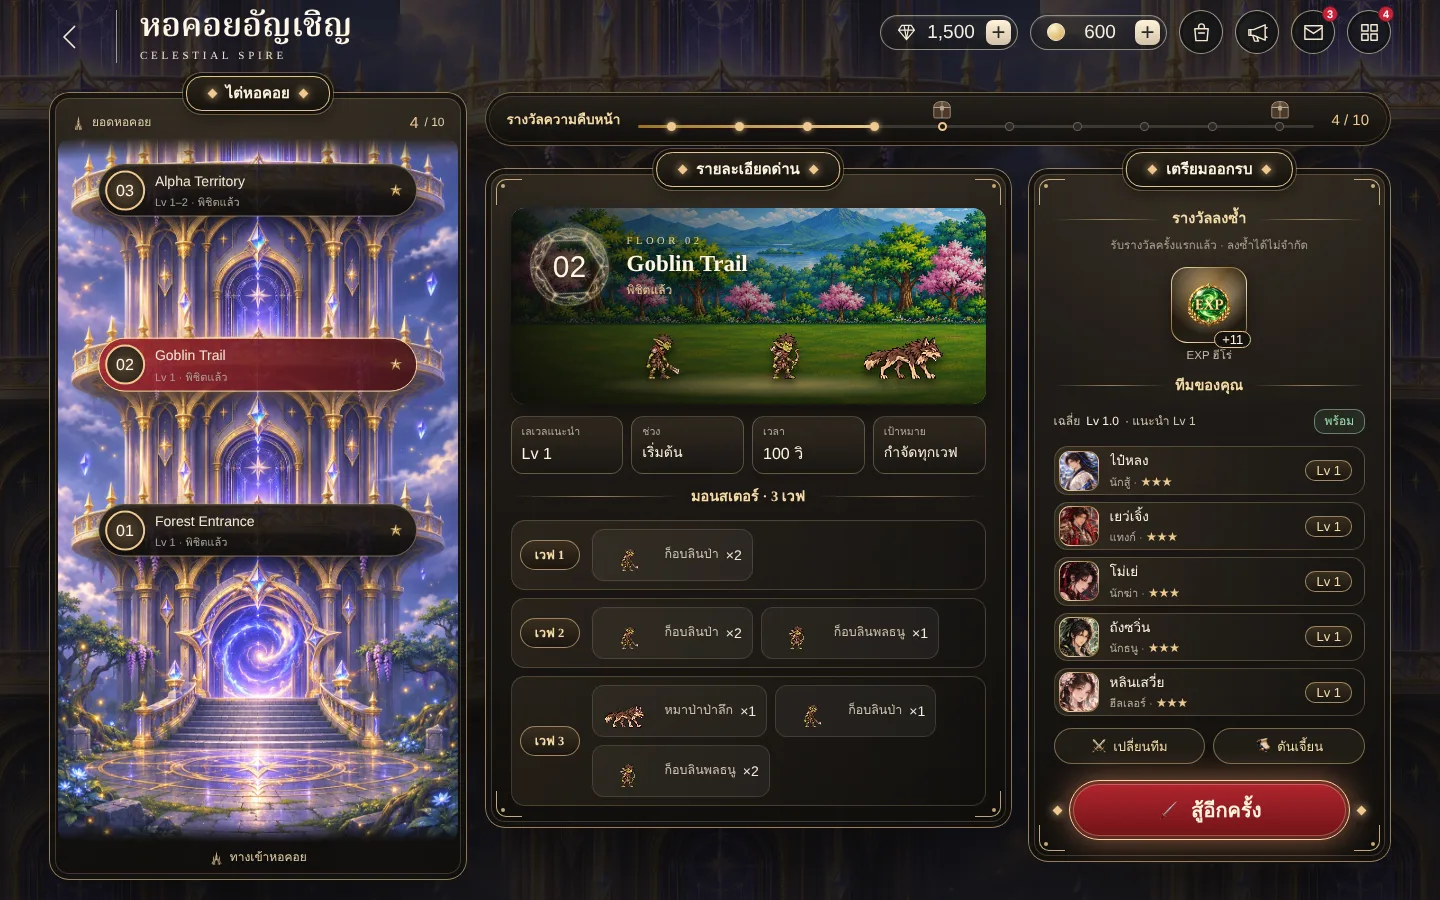 หอคอยอัญเชิญ
CELESTIAL SPIRE
1,500
600
3
4
ไต่หอคอย
ยอดหอคอย
4 / 10
03
Alpha Territory
Lv 1–2 · พิชิตแล้ว
02
Goblin Trail
Lv 1 · พิชิตแล้ว
01
Forest Entrance
Lv 1 · พิชิตแล้ว
ทางเข้าหอคอย
รางวัลความคืบหน้า
4 / 10
รายละเอียดด่าน
FLOOR 02
02
Goblin Trail
พิชิตแล้ว
เลเวลแนะนำ
Lv 1
ช่วง
เริ่มต้น
เวลา
100 วิ
เป้าหมาย
กำจัดทุกเวฟ
มอนสเตอร์ · 3 เวฟ
เวฟ 1
ก็อบลินป่า ×2
เวฟ 2
ก็อบลินป่า ×2
ก็อบลินพลธนู ×1
เวฟ 3
หมาป่าป่าลึก ×1
ก็อบลินป่า ×1
ก็อบลินพลธนู ×2
เตรียมออกรบ
รางวัลลงซ้ำ
รับรางวัลครั้งแรกแล้ว · ลงซ้ำได้ไม่จำกัด
EXP
+11
EXP ฮีโร่
ทีมของคุณ
เฉลี่ย Lv 1.0 · แนะนำ Lv 1
พร้อม
ไป๋หลง
นักสู้ · ★★★
Lv 1
เยว่เจิ้ง
แทงก์ · ★★★
Lv 1
โม่เย่
นักฆ่า · ★★★
Lv 1
ถังซวิ่น
นักธนู · ★★★
Lv 1
หลินเสวี่ย
ฮีลเลอร์ · ★★★
Lv 1
เปลี่ยนทีม
ดันเจี้ยน
สู้อีกครั้ง